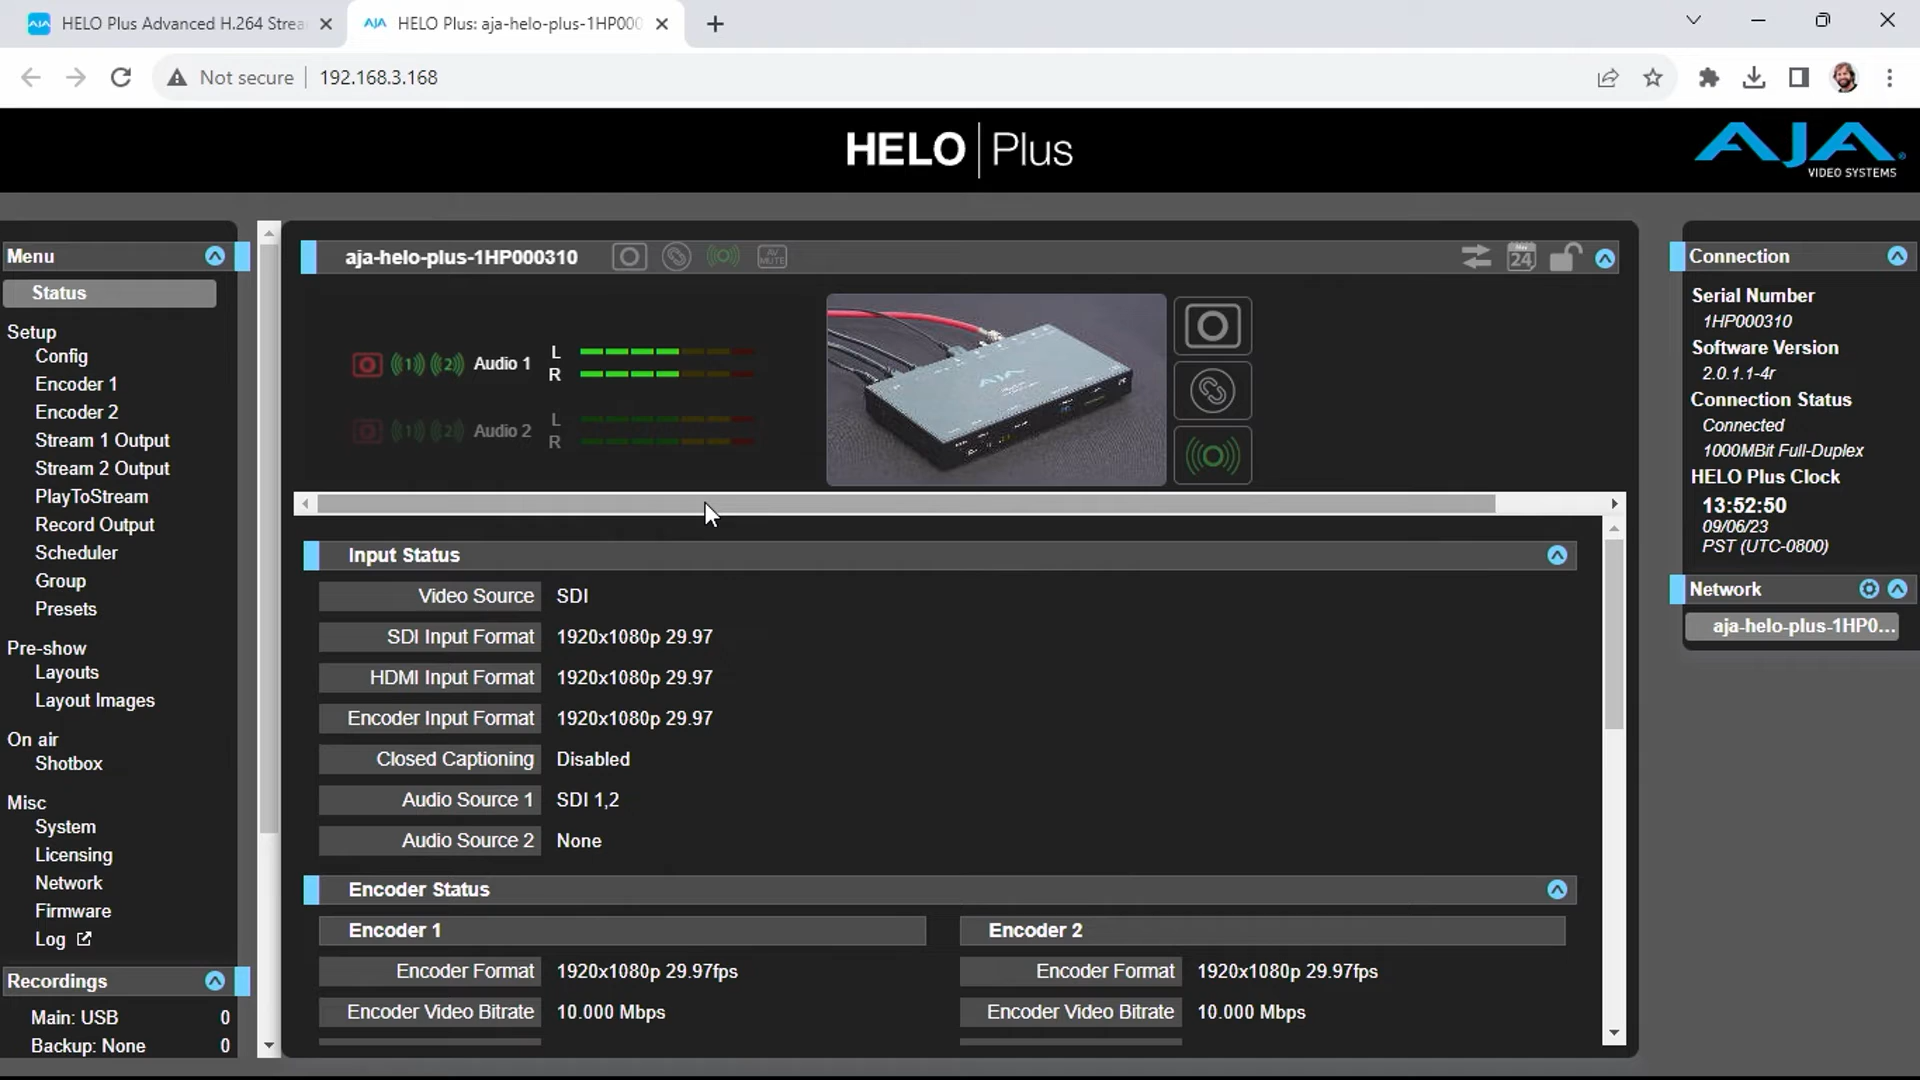 HELO Plus Advanced H.264 Strea
HELO Plus: aja-helo-plus-1HP000
Not secure
192.168.3.168
HELO Plus
AJA
VIDEO SYSTEMS
Menu
Status
Setup
Config
Encoder 1
Encoder 2
Stream 1 Output
Stream 2 Output
PlayToStream
Record Output
Scheduler
Group
Presets
Pre-show
Layouts
Layout Images
On air
Shotbox
Misc
System
Licensing
Network
Firmware
Log
Recordings
Main: USB 0
Backup: None 0
aja-helo-plus-1HP000310
AV
MUTE
24
(1) (2) Audio 1 L
R
(1) (2) Audio 2 L
R
AJA
Input Status
Video Source SDI
SDI Input Format 1920x1080p 29.97
HDMI Input Format 1920x1080p 29.97
Encoder Input Format 1920x1080p 29.97
Closed Captioning Disabled
Audio Source 1 SDI 1,2
Audio Source 2 None
Encoder Status
Encoder 1 Encoder 2
Encoder Format 1920x1080p 29.97fps Encoder Format 1920x1080p 29.97fps
Encoder Video Bitrate 10.000 Mbps Encoder Video Bitrate 10.000 Mbps
Connection
Serial Number
1HP000310
Software Version
2.0.1.1-4r
Connection Status
Connected
1000MBit Full-Duplex
HELO Plus Clock
13:52:50
09/06/23
PST (UTC-0800)
Network
aja-helo-plus-1HP0...